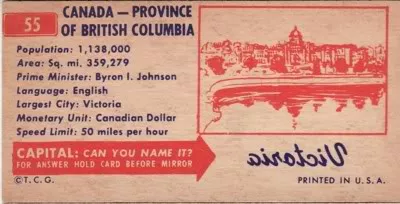 55
CANADA — PROVINCE
OF BRITISH COLUMBIA
Population: 1,138,000
Area: Sq. mi. 359,279
Prime Minister: Byron I. Johnson
Language: English
Largest City: Victoria
Monetary Unit: Canadian Dollar
Speed Limit: 50 miles per hour
CAPITAL: CAN YOU NAME IT?
FOR ANSWER HOLD CARD BEFORE MIRROR
Victoria
©T.C.G.
PRINTED IN U.S.A.